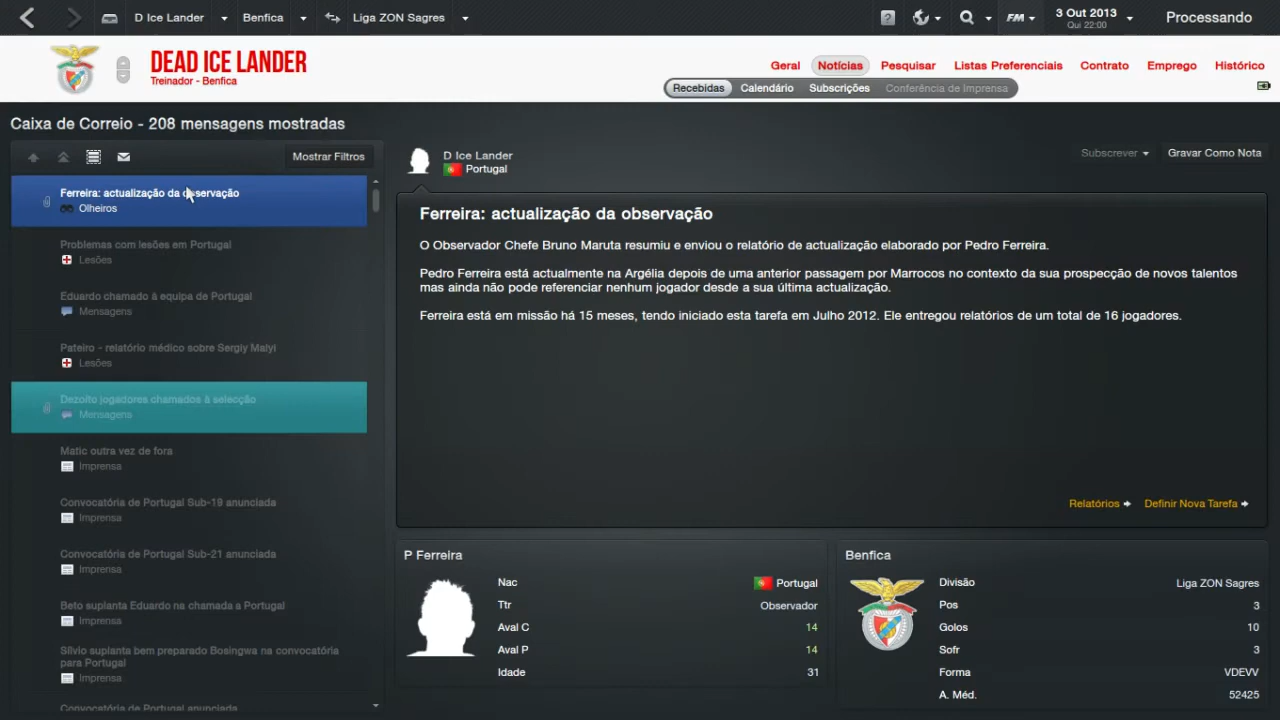 D Ice Lander
Benfica
Liga ZON Sagres
FM
3 Out 2013
Qui 22:00
Processando
DEAD ICE LANDER
Treinador - Benfica
Geral
Notícias
Pesquisar
Listas Preferenciais
Contrato
Emprego
Histórico
Recebidas
Calendário
Subscrições
Conferência de Imprensa
Caixa de Correio - 208 mensagens mostradas
Mostrar Filtros
Ferreira: actualização da observação
Olheiros
Problemas com lesões em Portugal
Lesões
Eduardo chamado à equipa de Portugal
Mensagens
Pateiro - relatório médico sobre Sergiy Malyi
Lesões
Dezoito jogadores chamados à selecção
Mensagens
Matic outra vez de fora
Imprensa
Convocatória de Portugal Sub-19 anunciada
Imprensa
Convocatória de Portugal Sub-21 anunciada
Imprensa
Beto suplanta Eduardo na chamada a Portugal
Imprensa
Sílvio suplanta bem preparado Bosingwa na convocatória
para Portugal
Imprensa
Convocatória de Portugal anunciada
D Ice Lander
Portugal
Subscrever
Gravar Como Nota
Ferreira: actualização da observação
O Observador Chefe Bruno Maruta resumiu e enviou o relatório de actualização elaborado por Pedro Ferreira.
Pedro Ferreira está actualmente na Argélia depois de uma anterior passagem por Marrocos no contexto da sua prospecção de novos talentos
mas ainda não pode referenciar nenhum jogador desde a sua última actualização.
Ferreira está em missão há 15 meses, tendo iniciado esta tarefa em Julho 2012. Ele entregou relatórios de um total de 16 jogadores.
Relatórios
Definir Nova Tarefa
P Ferreira
Nac Portugal
Ttr Observador
Aval C 14
Aval P 14
Idade 31
Benfica
Divisão Liga ZON Sagres
Pos 3
Golos 10
Sofr 3
Forma VDEVV
A. Méd. 52425